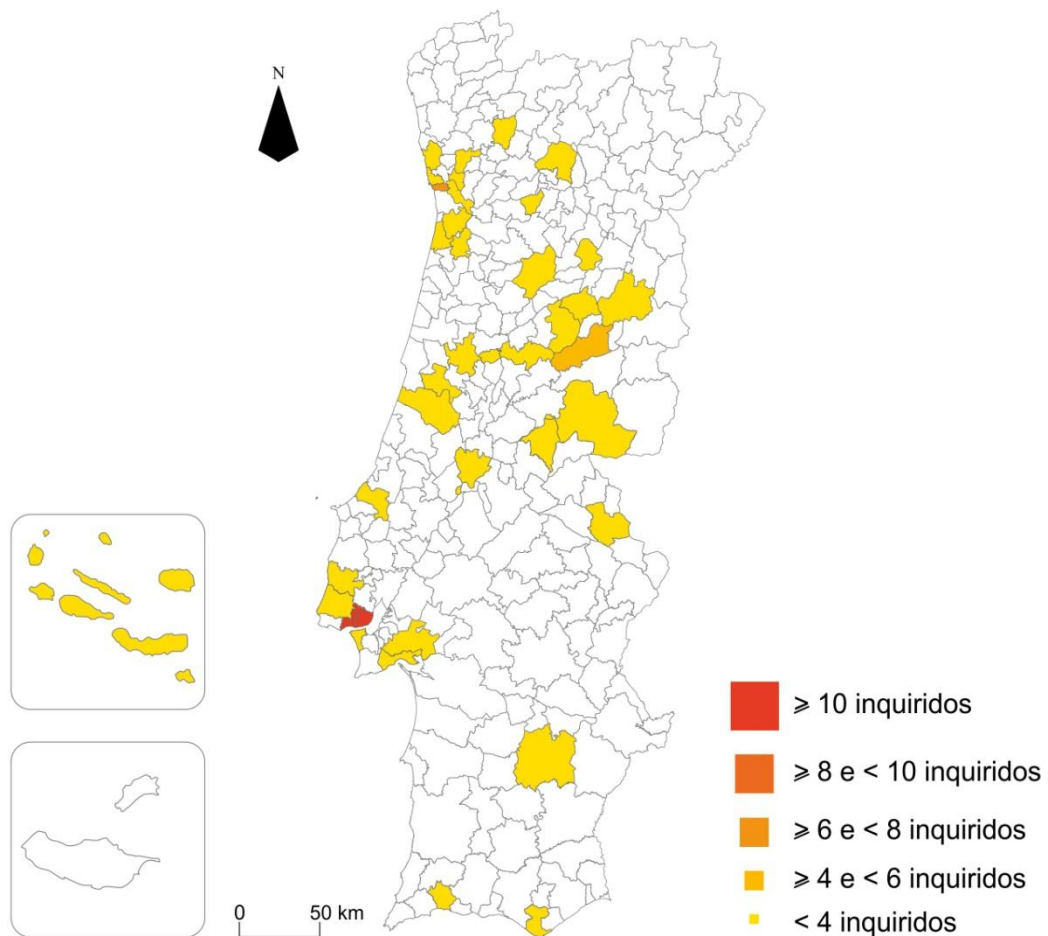 N
⩾ 10 inquiridos
⩾ 8 e < 10 inquiridos
⩾ 6 e < 8 inquiridos
⩾ 4 e < 6 inquiridos
< 4 inquiridos
0 50 km